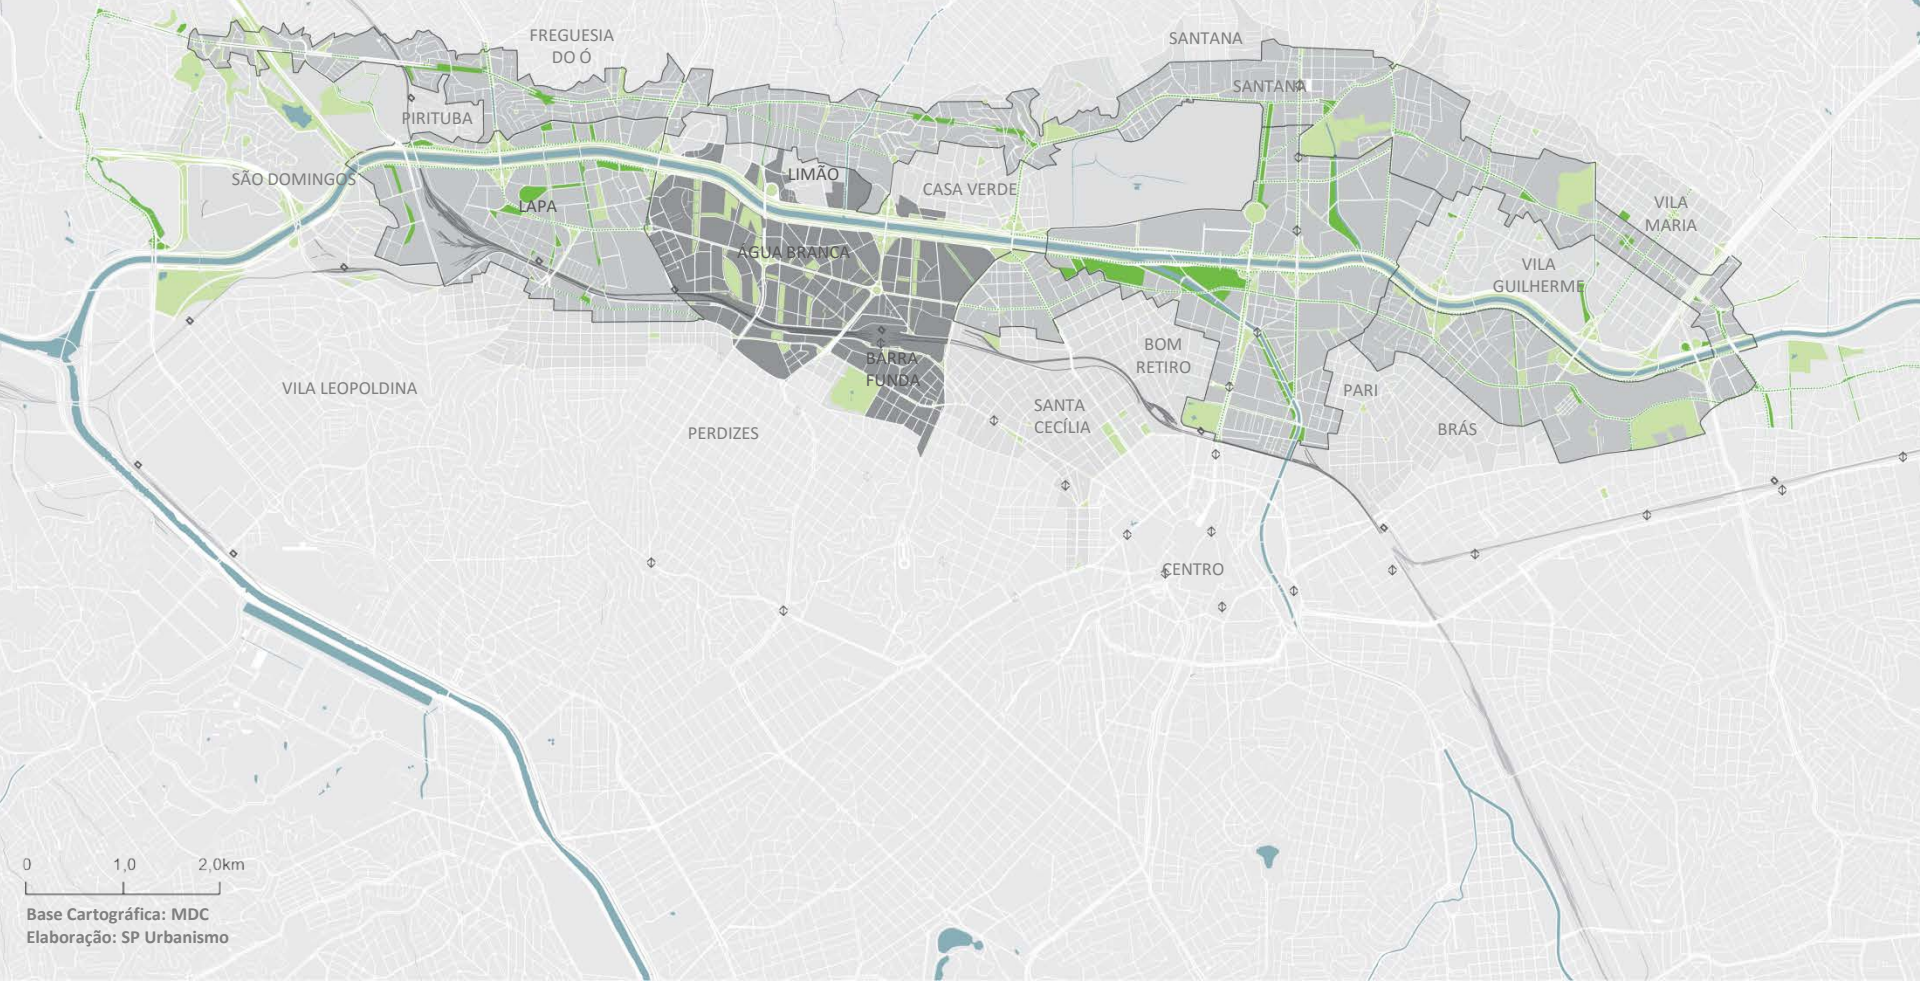 FREGUESIA
DO Ó
SANTANA
SANTANA
PIRITUBA
LIMÃO
SÃO DOMINGOS
CASA VERDE
LAPA
VILA
MARIA
ÁGUA BRANCA
VILA
GUILHERME
BOM
RETIRO
BARRA
FUNDA
VILA LEOPOLDINA
PARI
SANTA
CECÍLIA
PERDIZES
BRÁS
CENTRO
0 1,0 2,0km
Base Cartográfica: MDC
Elaboração: SP Urbanismo